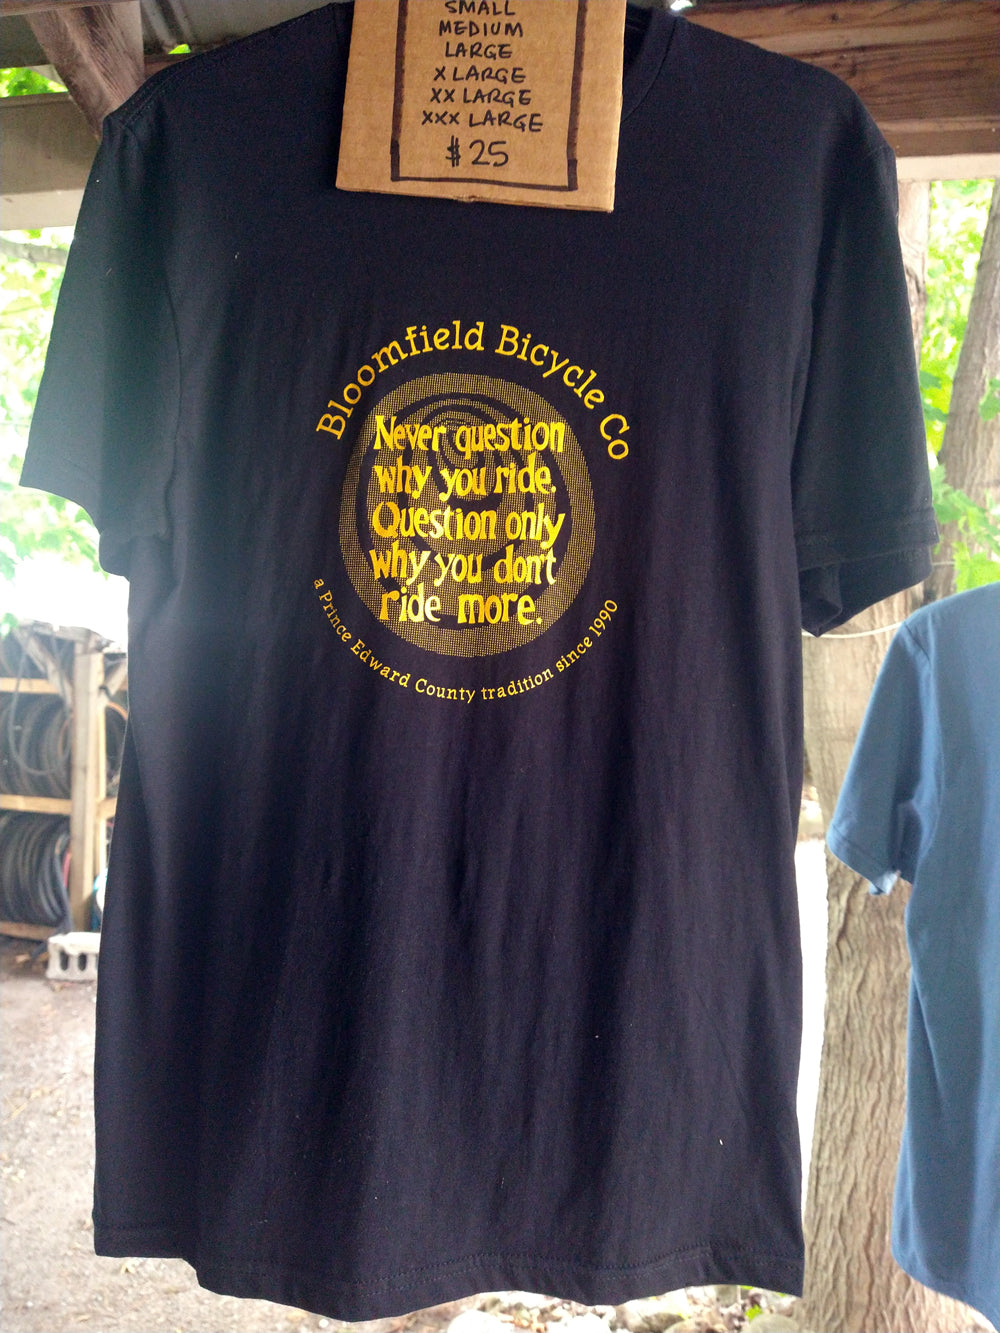 SMALL
MEDIUM
LARGE
X LARGE
XX LARGE
XXX LARGE
$25
Bloomfield Bicycle Co
Never question
why you ride.
Question only
why you don't
ride more.
a Prince Edward County tradition since 1990